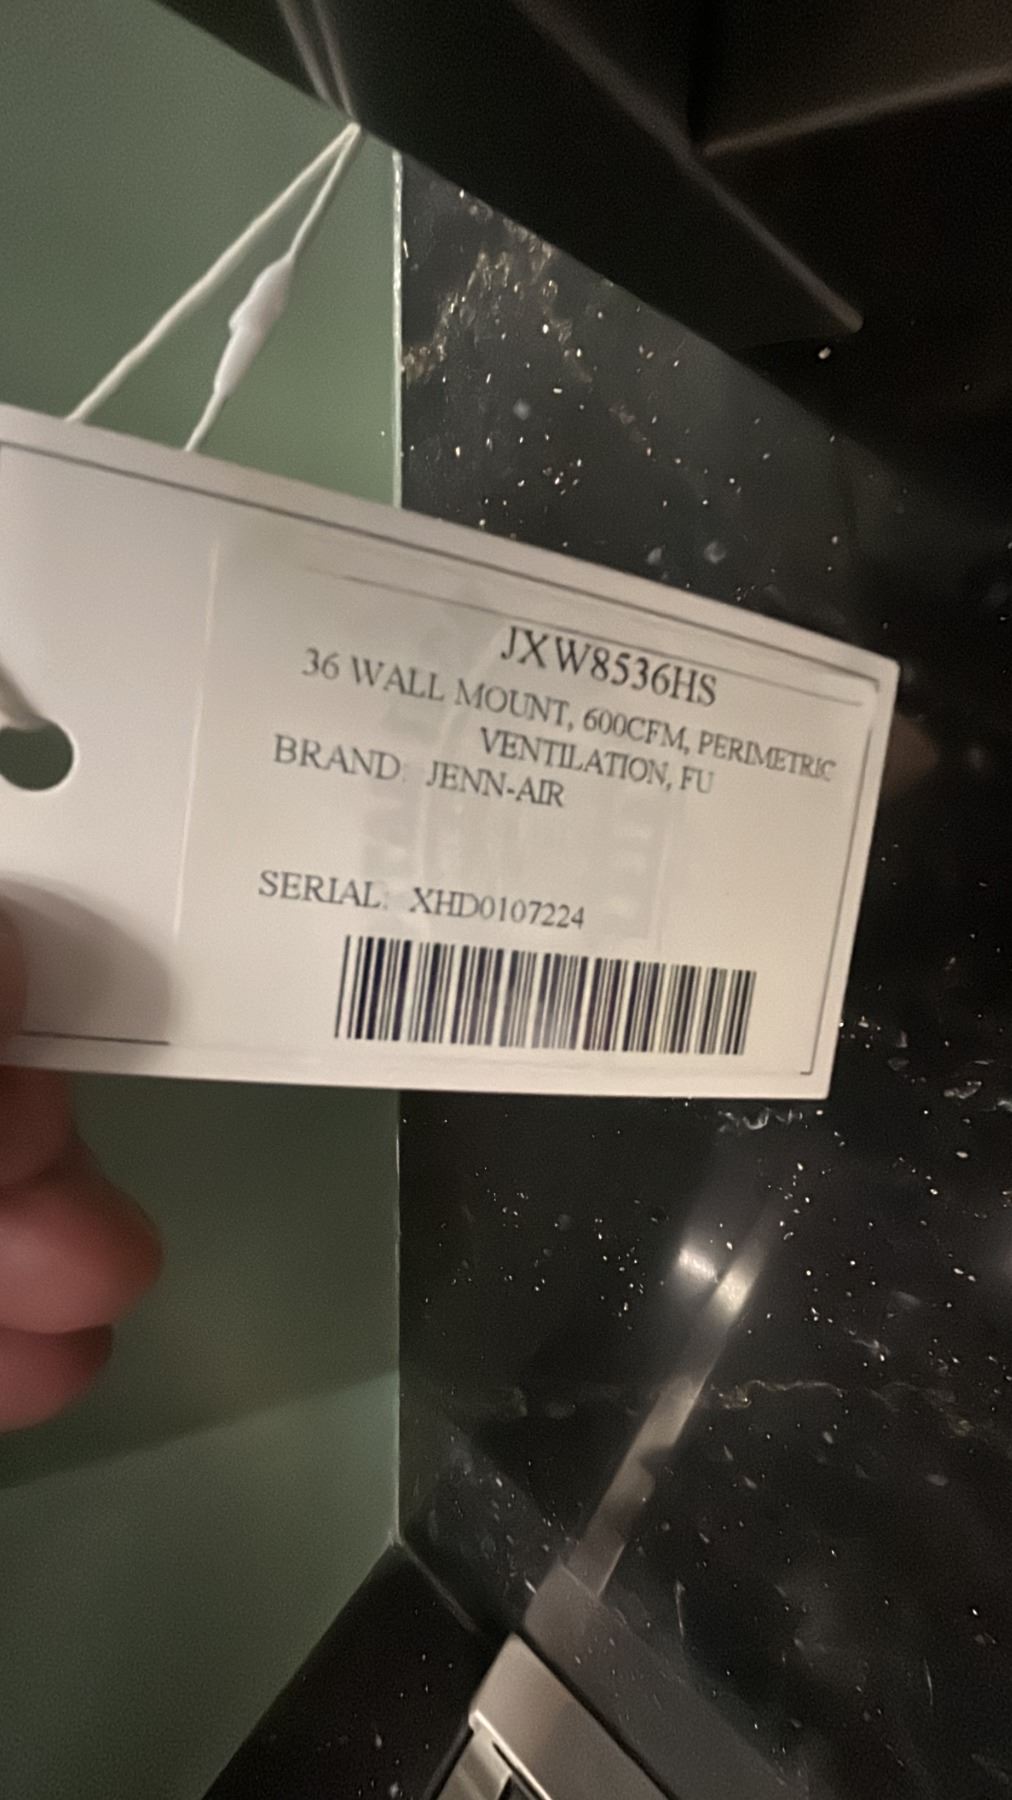 JXW8536HS
36 WALL MOUNT, 600CFM, PERIMETRIC
VENTILATION, FU
BRAND: JENN-AIR
SERIAL: XHD0107224